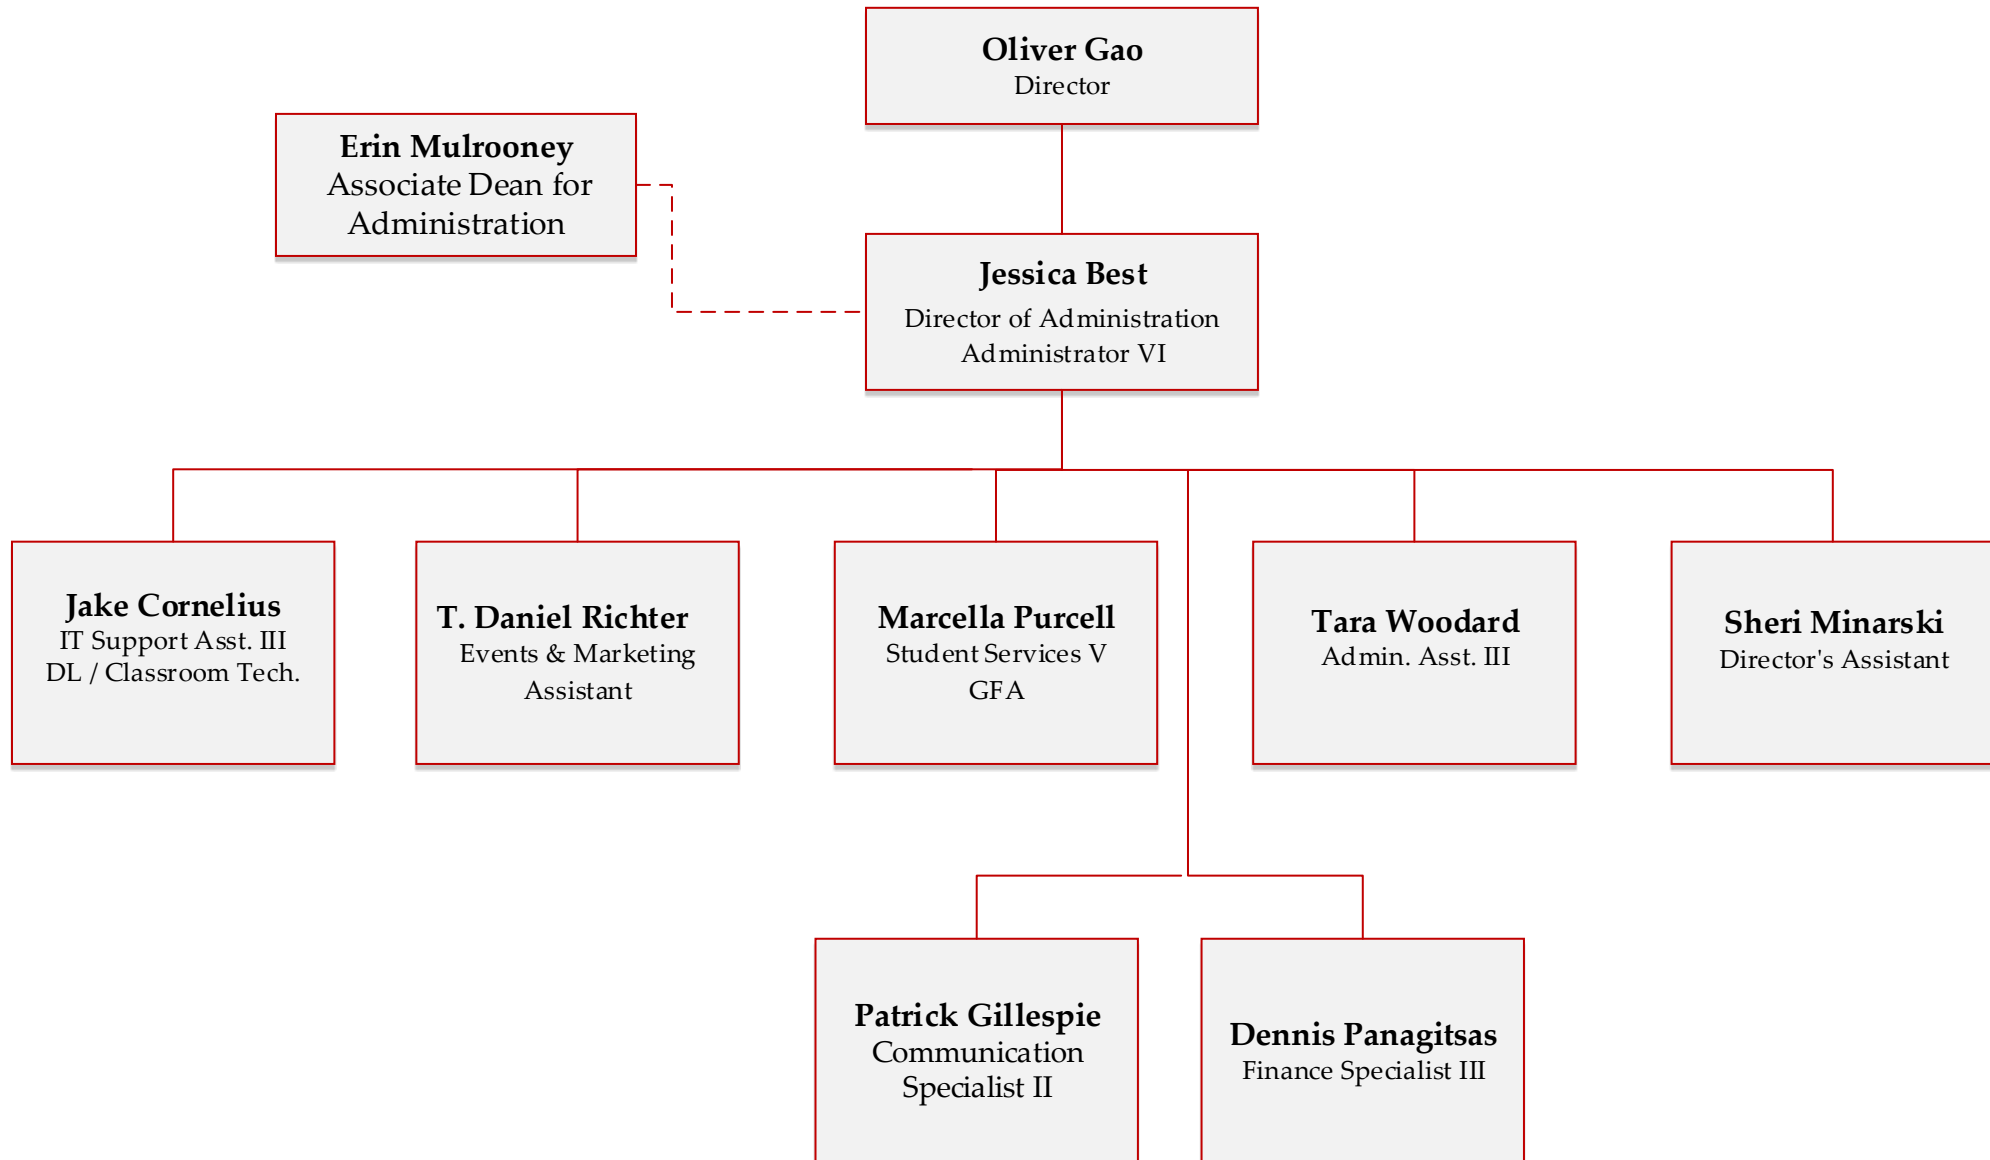 Oliver Gao
Director
Erin Mulrooney
Associate Dean for
Administration
Jessica Best
Director of Administration
Administrator VI
Jake Cornelius
IT Support Asst. III
DL / Classroom Tech.
T. Daniel Richter
Events & Marketing
Assistant
Marcella Purcell
Student Services V
GFA
Tara Woodard
Admin. Asst. III
Sheri Minarski
Director's Assistant
Patrick Gillespie
Communication
Specialist II
Dennis Panagitsas
Finance Specialist III